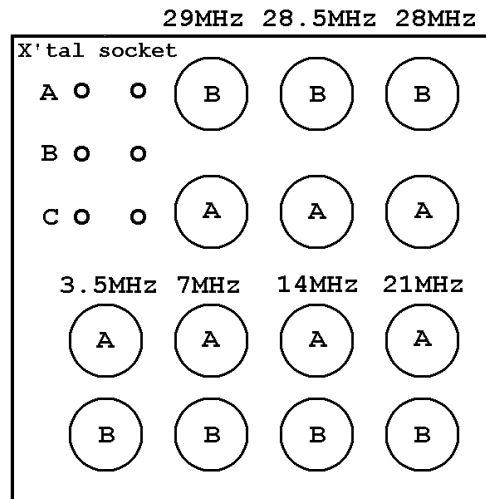 29MHz 28.5MHz 28MHz
X'tal socket
A B B B
B
C A A A
3.5MHz 7MHz 14MHz 21MHz
A A A A
B B B B